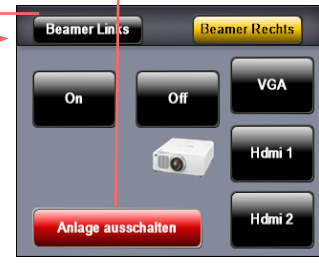 Beamer Links
Beamer Rechts
On
Off
VGA
Hdmi 1
Anlage ausschalten
Hdmi 2